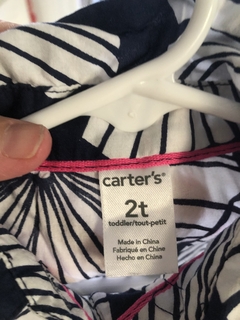 carter's®
2t
toddler/tout-petit
Made in China
Fabriqué en Chine
Hecho en China